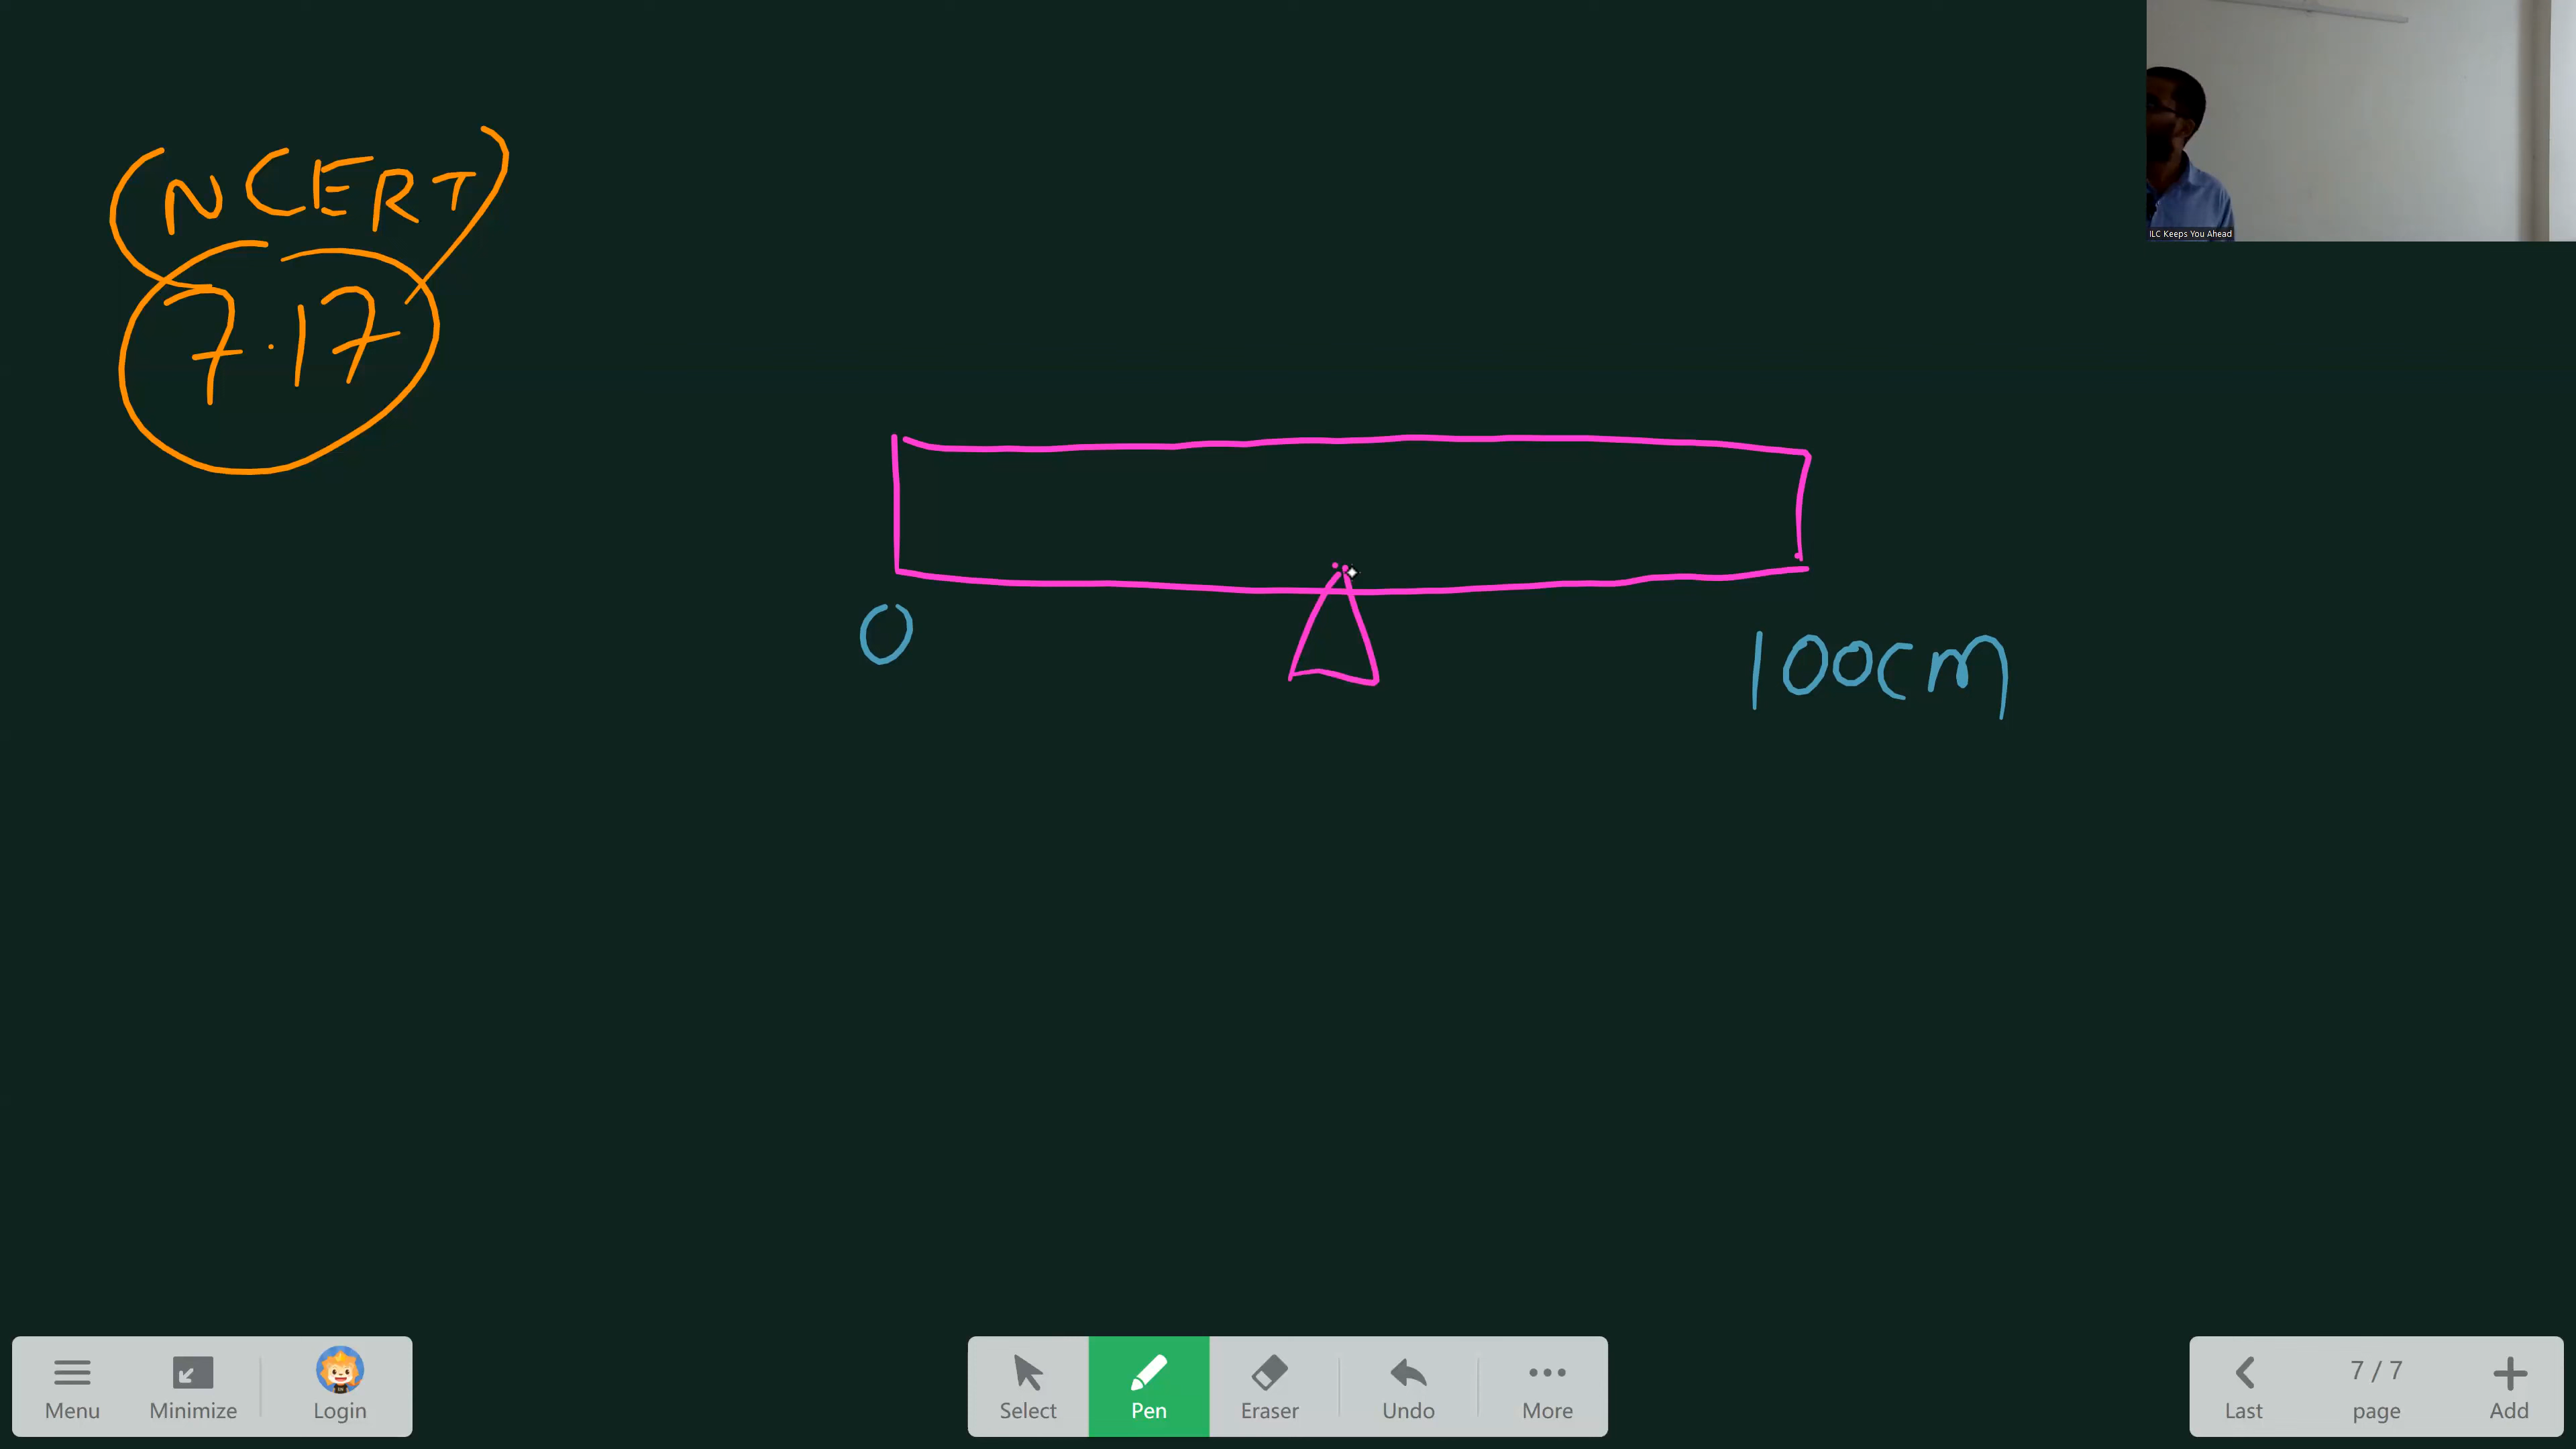 (NCERT)
7.17
ILC Keeps You Ahead
0
100cm
Menu
Minimize
Login
Select
Pen
Eraser
Undo
More
Last
7 / 7
page
Add